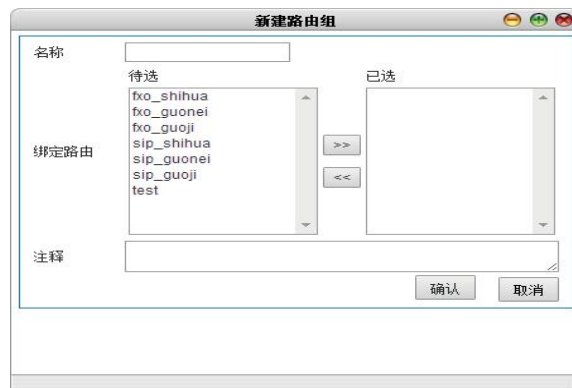 新建路由组
名称
待选
已选
绑定路由
fxo_shihua
fxo_guonei
fxo_guoji
sip_shihua
sip_guonei
sip_guoji
test
>>
<<
注释
确认
取消